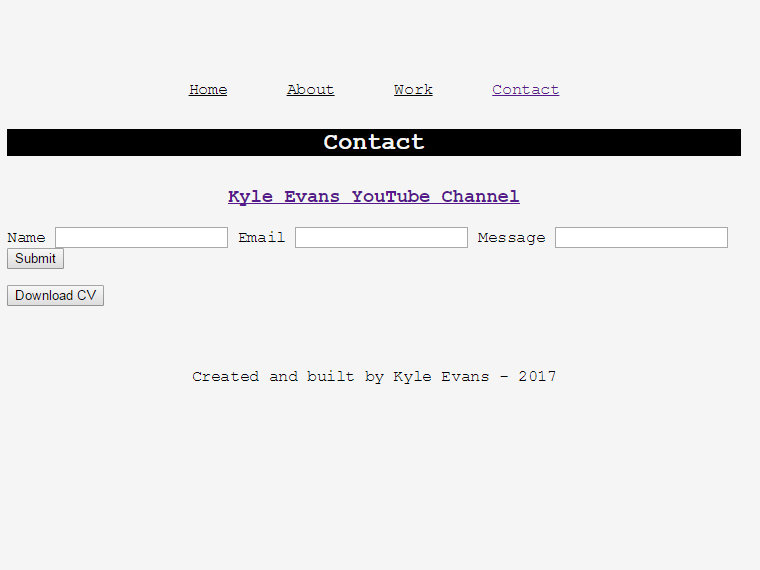 Home About Work Contact
Contact
Kyle Evans YouTube Channel
Name Email Message
Submit
Download CV
Created and built by Kyle Evans - 2017